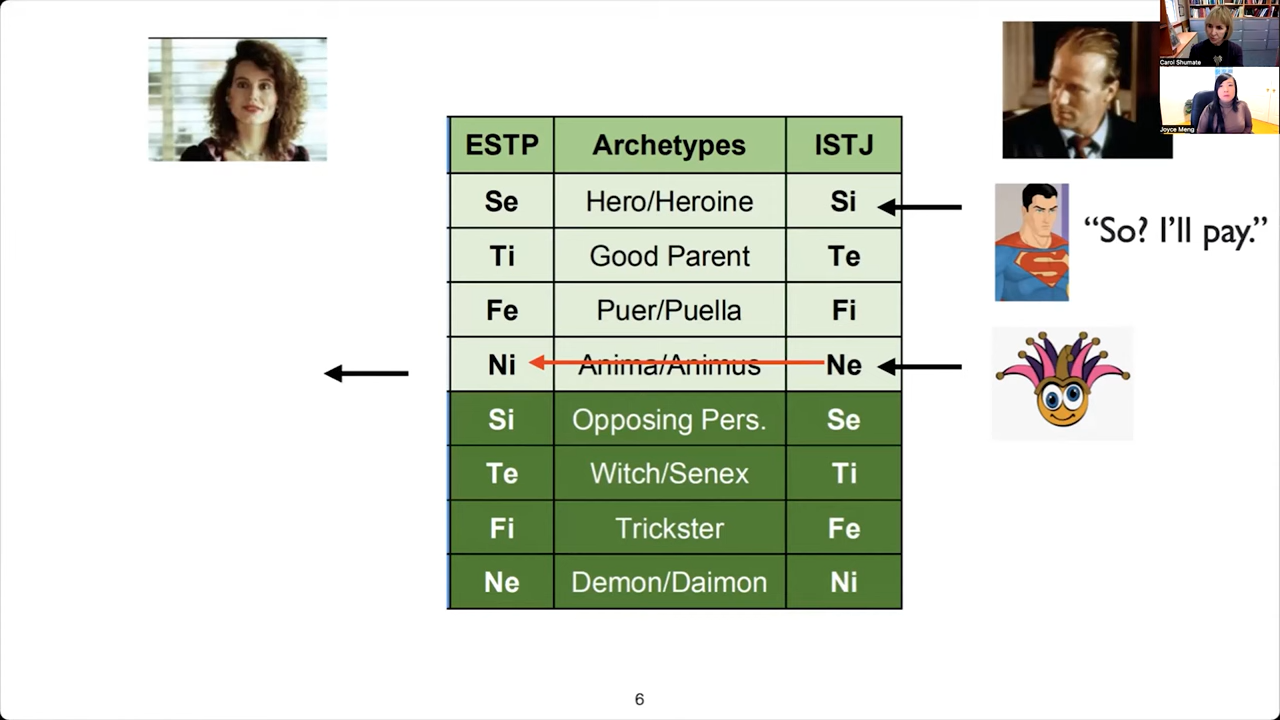 Carol Shumate
Joyce Meng
ESTP Archetypes ISTJ
Se Hero/Heroine Si
Ti Good Parent Te
Fe Puer/Puella Fi
Ni Anima/Animus Ne
Si Opposing Pers. Se
Te Witch/Senex Ti
Fi Trickster Fe
Ne Demon/Daimon Ni
“So? I’ll pay.”
6